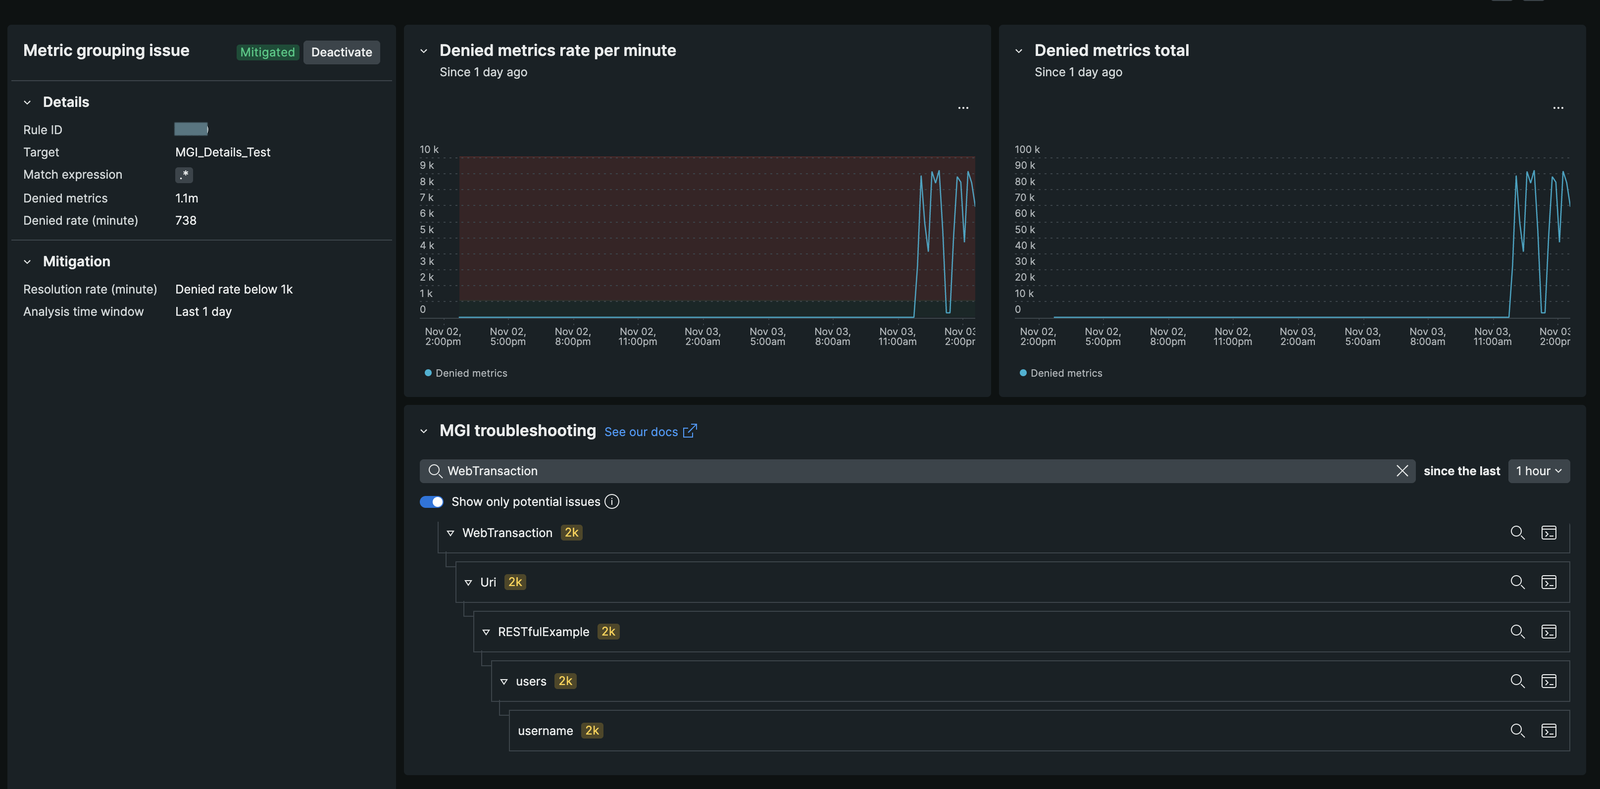 Metric grouping issue
Mitigated
Deactivate
Details
Rule ID
Target MGI_Details_Test
Match expression .*
Denied metrics 1.1m
Denied rate (minute) 738
Mitigation
Resolution rate (minute) Denied rate below 1k
Analysis time window Last 1 day
Denied metrics rate per minute
Since 1 day ago
...
10 k
9 k
8 k
7 k
6 k
5 k
4 k
3 k
2 k
1 k
0
Nov 02, Nov 02, Nov 02, Nov 02, Nov 03, Nov 03, Nov 03, Nov 03, Nov 03
2:00pm 5:00pm 8:00pm 11:00pm 2:00am 5:00am 8:00am 11:00am 2:00pr
Denied metrics
Denied metrics total
Since 1 day ago
...
100 k
90 k
80 k
70 k
60 k
50 k
40 k
30 k
20 k
10 k
0
Nov 02, Nov 02, Nov 02, Nov 02, Nov 03, Nov 03, Nov 03, Nov 03, Nov 03
2:00pm 5:00pm 8:00pm 11:00pm 2:00am 5:00am 8:00am 11:00am 2:00pr
Denied metrics
MGI troubleshooting See our docs
WebTransaction
since the last 1 hour
Show only potential issues
WebTransaction 2k
Uri 2k
RESTfulExample 2k
users 2k
username 2k